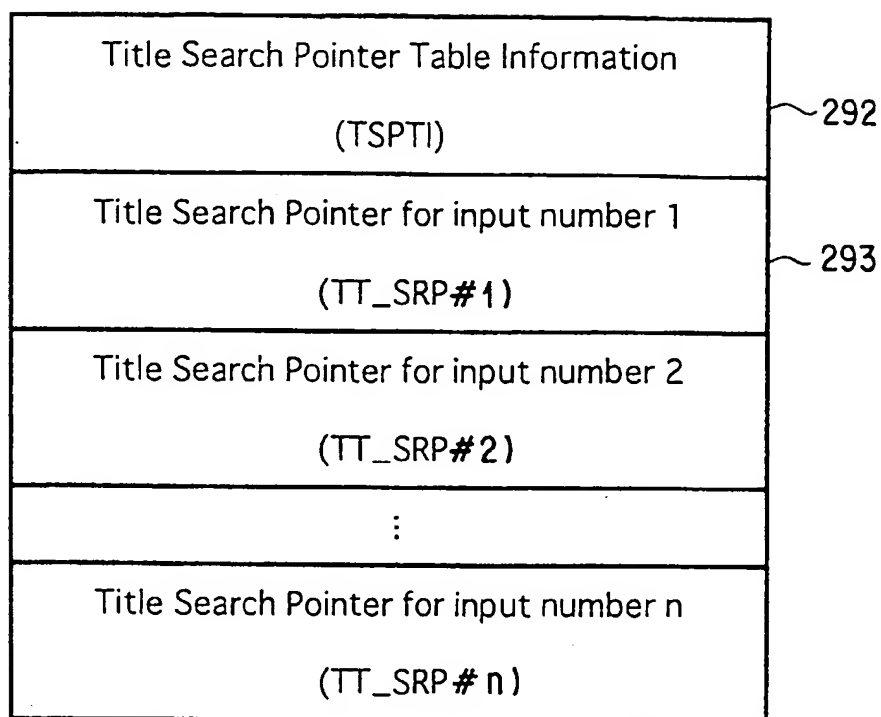 Title Search Pointer Table Information
(TSPTI)
292
Title Search Pointer for input number 1
(TT_SRP#1)
293
Title Search Pointer for input number 2
(TT_SRP#2)
⋮
Title Search Pointer for input number n
(TT_SRP#n)